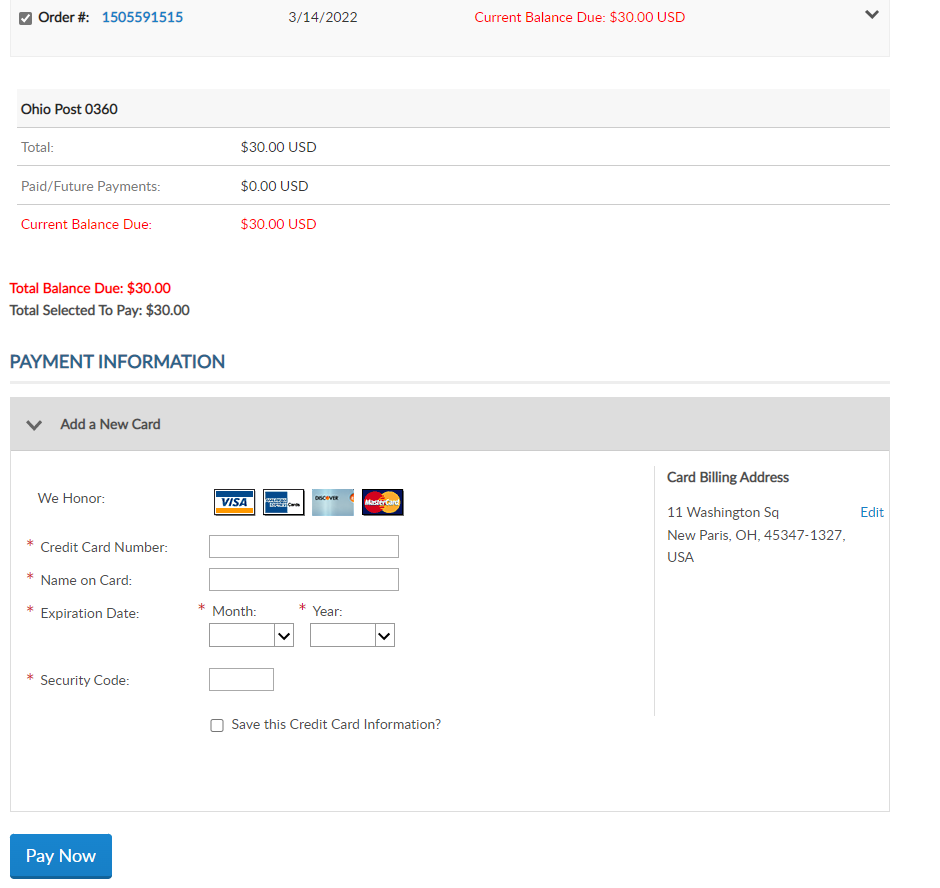 Order #: 1505591515 3/14/2022 Current Balance Due: $30.00 USD
Ohio Post 0360
Total: $30.00 USD
Paid/Future Payments: $0.00 USD
Current Balance Due: $30.00 USD
Total Balance Due: $30.00
Total Selected To Pay: $30.00
PAYMENT INFORMATION
Add a New Card
We Honor: VISA AMERICAN EXPRESS Cards DISCOVER MasterCard
* Credit Card Number:
* Name on Card:
* Expiration Date: * Month: * Year:
* Security Code:
Save this Credit Card Information?
Card Billing Address
11 Washington Sq Edit
New Paris, OH, 45347-1327,
USA
Pay Now